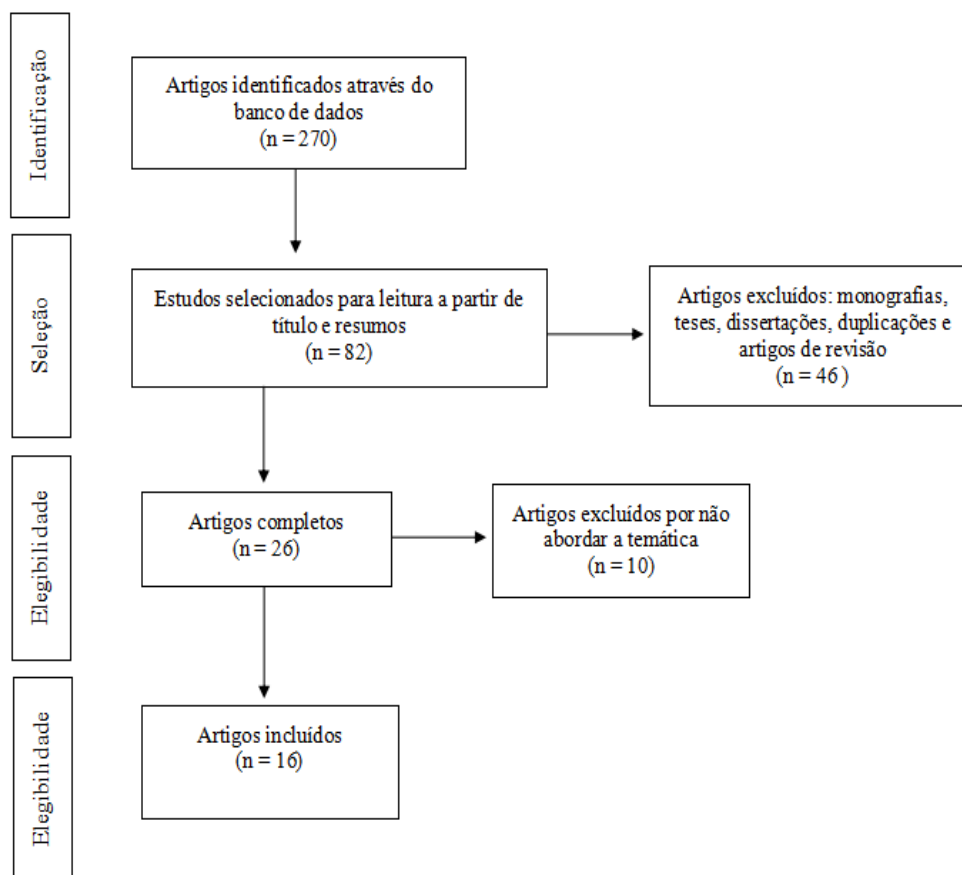 Identificação
Artigos identificados através do
banco de dados
(n = 270)
Seleção
Estudos selecionados para leitura a partir de
título e resumos
(n = 82)
Artigos excluídos: monografias,
teses, dissertações, duplicações e
artigos de revisão
(n = 46 )
Elegibilidade
Artigos completos
(n = 26)
Artigos excluídos por não
abordar a temática
(n = 10)
Elegibilidade
Artigos incluídos
(n = 16)